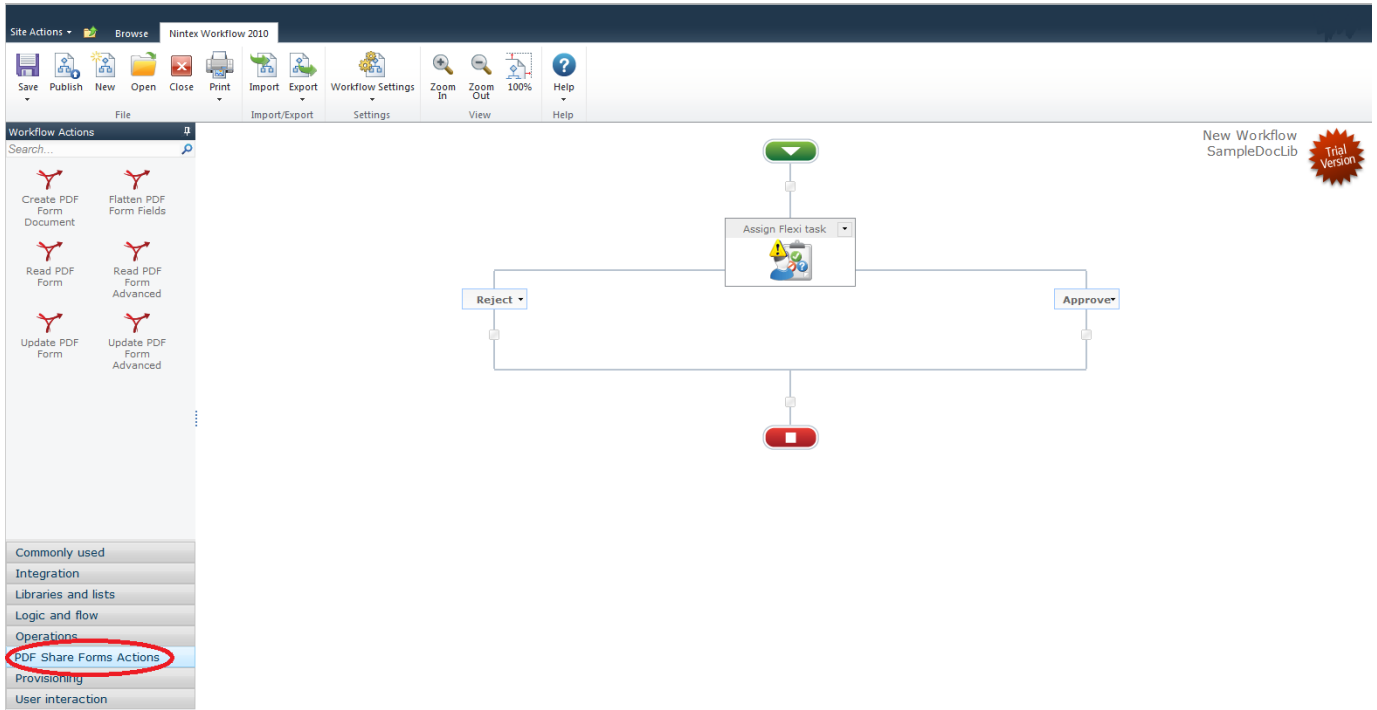 Site Actions Browse Nintex Workflow 2010
Save Publish New Open Close Print Import Export Workflow Settings Zoom In Zoom Out 100% Help
File Import/Export Settings View Help
Workflow Actions
Search...
Create PDF Form Document
Flatten PDF Form Fields
Read PDF Form
Read PDF Form Advanced
Update PDF Form
Update PDF Form Advanced
Commonly used
Integration
Libraries and lists
Logic and flow
Operations
PDF Share Forms Actions
Provisioning
User interaction
Assign Flexi task
Reject
Approve
New Workflow
SampleDocLib
Trial
Version